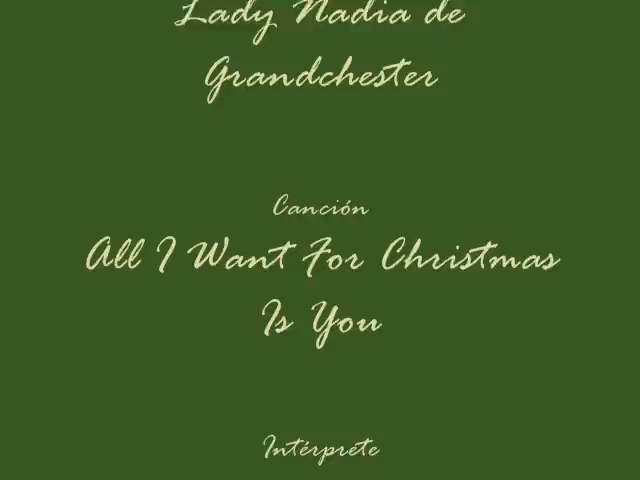 Lady Nadia de
Grandchester
Canción
All I Want For Christmas
Is You
Intérprete